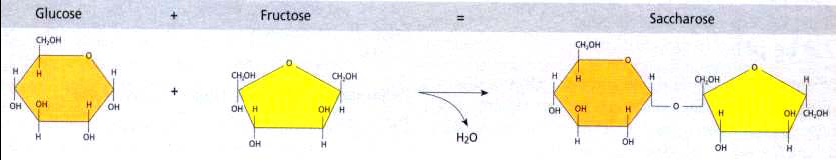 Glucose + Fructose = Saccharose
CH₂OH CH₂OH
O CH₂OH O CH₂OH O O
H H H H CH₂OH H
+ O
OH OH H OH OH H OH H OH OH H H OH CH₂OH
H OH OH H H₂O H OH OH H